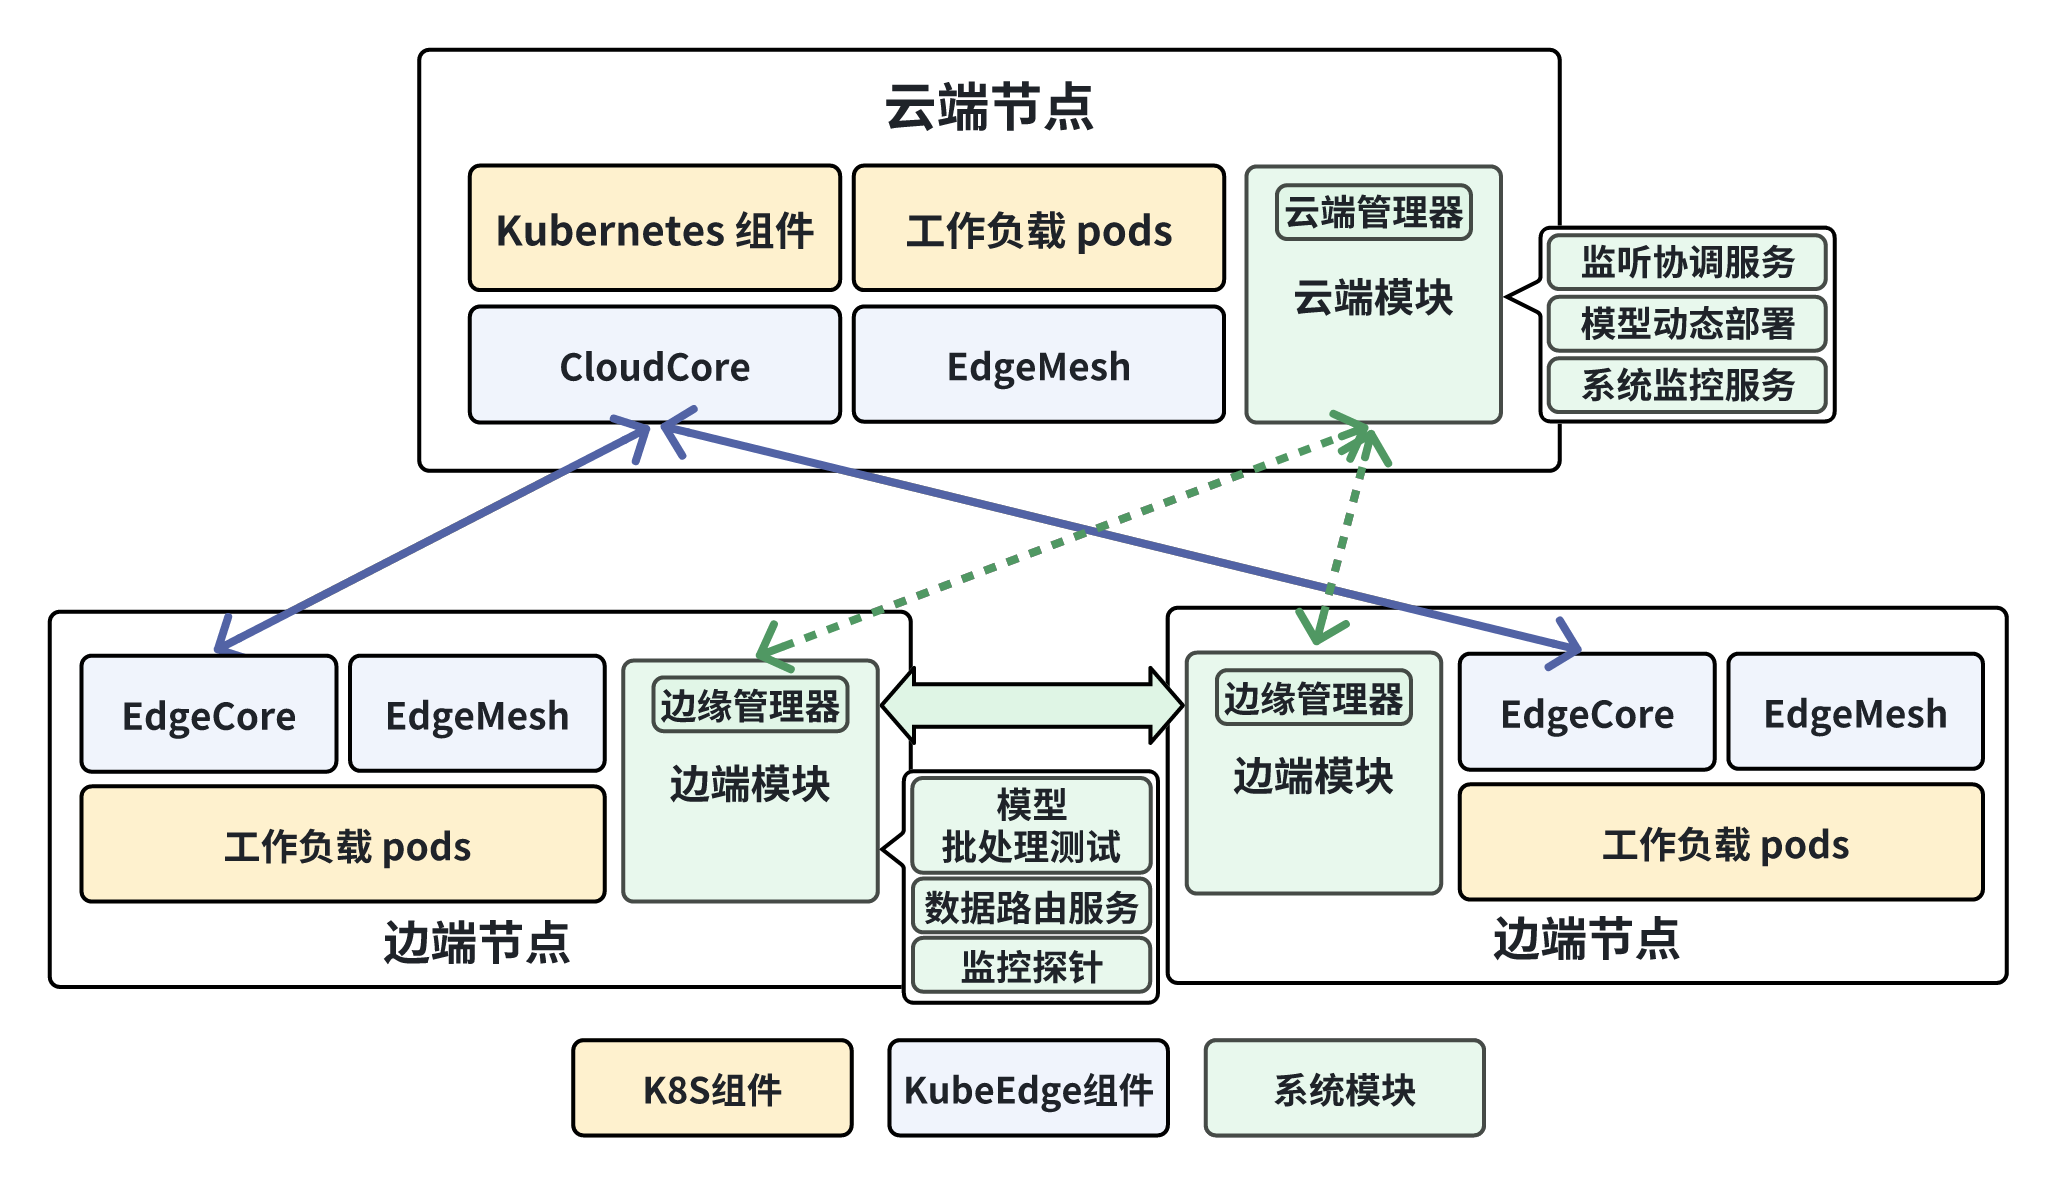 云端节点
Kubernetes 组件
工作负载 pods
云端管理器
云端模块
CloudCore
EdgeMesh
监听协调服务
模型动态部署
系统监控服务
EdgeCore
EdgeMesh
边缘管理器
边端模块
工作负载 pods
边端节点
模型
批处理测试
数据路由服务
监控探针
边缘管理器
边端模块
EdgeCore
EdgeMesh
工作负载 pods
边端节点
K8S组件
KubeEdge组件
系统模块